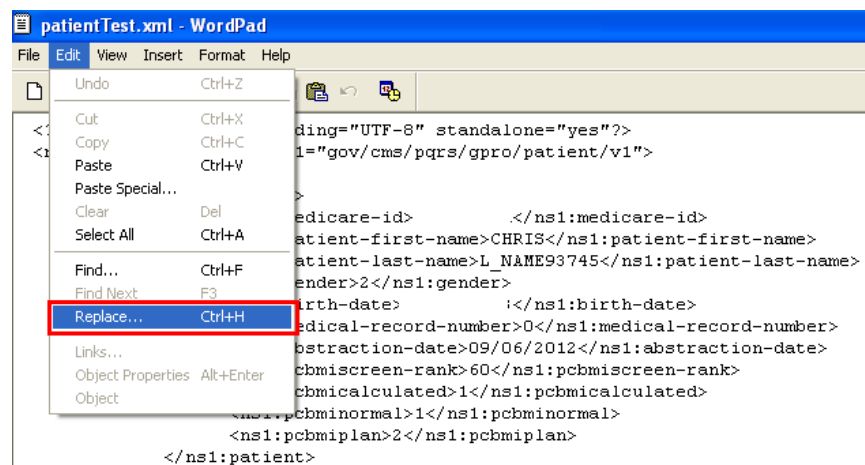 patientTest.xml - WordPad
File Edit View Insert Format Help
Undo Ctrl+Z
Cut Ctrl+X
Copy Ctrl+C
Paste Ctrl+V
Paste Special...
Clear Del
Select All Ctrl+A
Find... Ctrl+F
Find Next F3
Replace... Ctrl+H
Links...
Object Properties Alt+Enter
Object
<? ding="UTF-8" standalone="yes"?>
1="gov/cms/pqrs/gpro/patient/v1">
>
edicare-id> </ns1:medicare-id>
atient-first-name>CHRIS</ns1:patient-first-name>
atient-last-name>L_NAME93745</ns1:patient-last-name>
ender>2</ns1:gender>
irth-date> </ns1:birth-date>
edical-record-number>0</ns1:medical-record-number>
bstraction-date>09/06/2012</ns1:abstraction-date>
cbmiscreen-rank>60</ns1:pcbmiscreen-rank>
cbmicalculated>1</ns1:pcbmicalculated>
<ns1:pcbminormal>1</ns1:pcbminormal>
<ns1:pcbmiplan>2</ns1:pcbmiplan>
</ns1:patient>